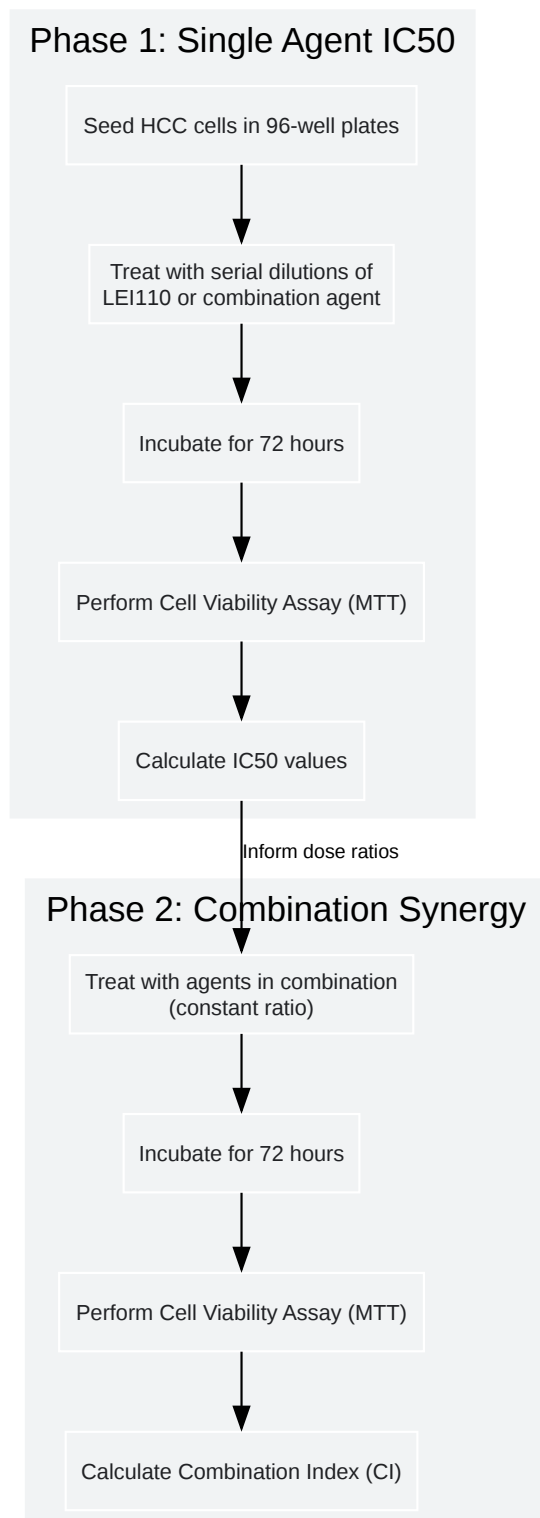 Phase 1: Single Agent IC50
Seed HCC cells in 96-well plates
Treat with serial dilutions of
LEI110 or combination agent
Incubate for 72 hours
Perform Cell Viability Assay (MTT)
Calculate IC50 values
Inform dose ratios
Phase 2: Combination Synergy
Treat with agents in combination
(constant ratio)
Incubate for 72 hours
Perform Cell Viability Assay (MTT)
Calculate Combination Index (CI)